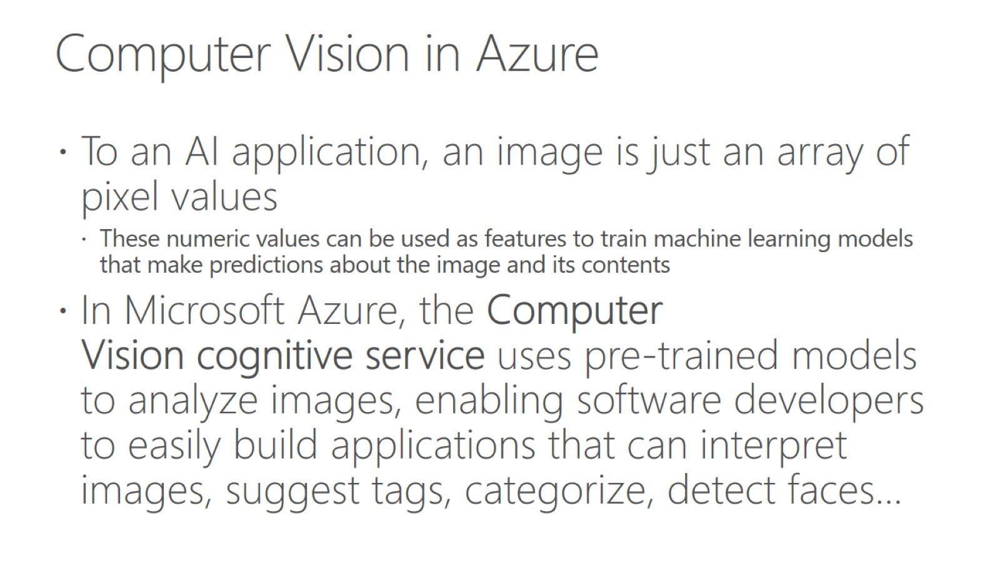 Computer Vision in Azure
· To an AI application, an image is just an array of
pixel values
· These numeric values can be used as features to train machine learning models
that make predictions about the image and its contents
· In Microsoft Azure, the Computer
Vision cognitive service uses pre-trained models
to analyze images, enabling software developers
to easily build applications that can interpret
images, suggest tags, categorize, detect faces...